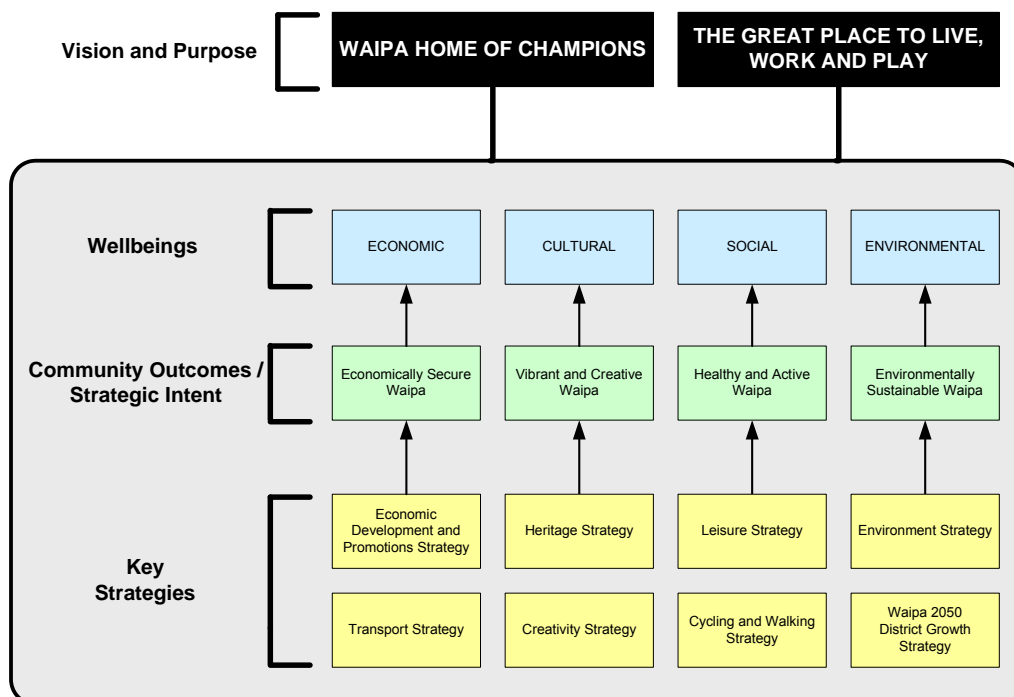 Vision and Purpose
WAIPA HOME OF CHAMPIONS
THE GREAT PLACE TO LIVE,
WORK AND PLAY
Wellbeings
ECONOMIC
CULTURAL
SOCIAL
ENVIRONMENTAL
Community Outcomes /
Strategic Intent
Economically Secure
Waipa
Vibrant and Creative
Waipa
Healthy and Active
Waipa
Environmentally
Sustainable Waipa
Key
Strategies
Economic
Development and
Promotions Strategy
Heritage Strategy
Leisure Strategy
Environment Strategy
Transport Strategy
Creativity Strategy
Cycling and Walking
Strategy
Waipa 2050
District Growth
Strategy